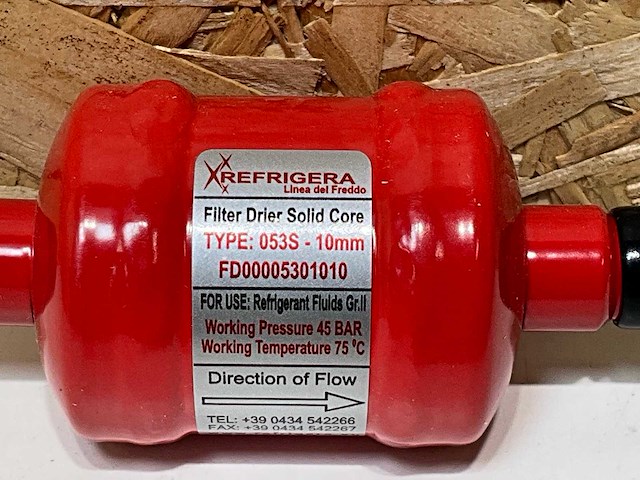 REFRIGERA
Linea del Freddo
Filter Drier Solid Core
TYPE: 053S - 10mm
FD00005301010
FOR USE: Refrigerant Fluids Gr.II
Working Pressure 45 BAR
Working Temperature 75 ⁰C
Direction of Flow
TEL: +39 0434 542266
FAX: +39 0434 542267